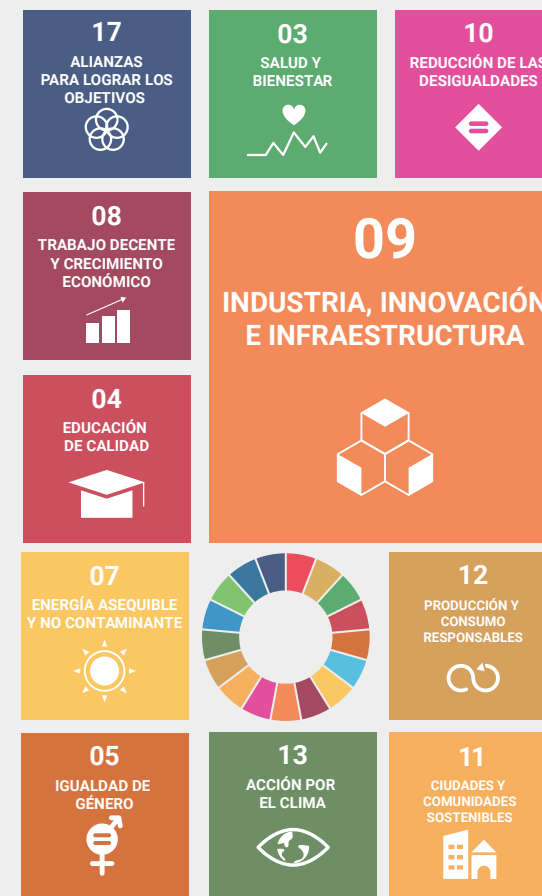 17
ALIANZAS
PARA LOGRAR LOS
OBJETIVOS
03
SALUD Y
BIENESTAR
10
REDUCCIÓN DE LAS
DESIGUALDADES
08
TRABAJO DECENTE
Y CRECIMIENTO
ECONÓMICO
09
INDUSTRIA, INNOVACIÓN
E INFRAESTRUCTURA
04
EDUCACIÓN
DE CALIDAD
07
ENERGÍA ASEQUIBLE
Y NO CONTAMINANTE
12
PRODUCCIÓN Y
CONSUMO
RESPONSABLES
05
IGUALDAD DE
GÉNERO
13
ACCIÓN POR
EL CLIMA
11
CIUDADES Y
COMUNIDADES
SOSTENIBLES